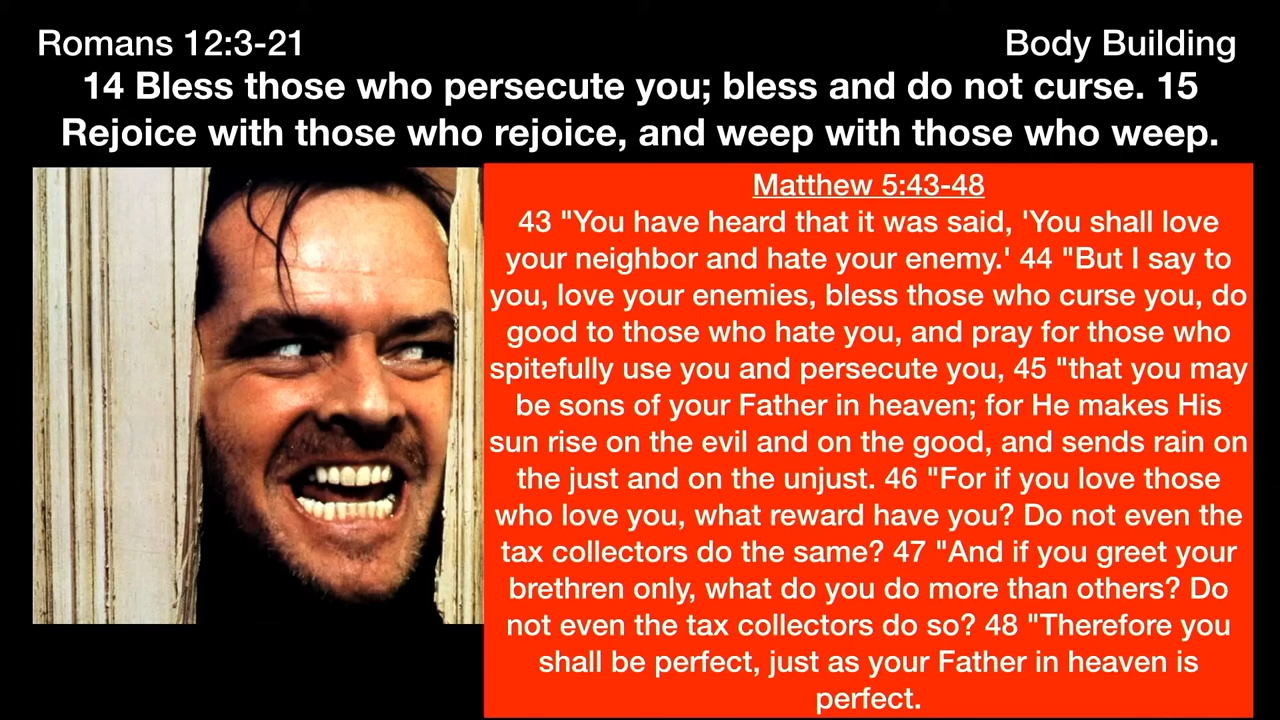 Romans 12:3-21
Body Building
14 Bless those who persecute you; bless and do not curse. 15
Rejoice with those who rejoice, and weep with those who weep.
Matthew 5:43-48
43 "You have heard that it was said, 'You shall love
your neighbor and hate your enemy.' 44 "But I say to
you, love your enemies, bless those who curse you, do
good to those who hate you, and pray for those who
spitefully use you and persecute you, 45 "that you may
be sons of your Father in heaven; for He makes His
sun rise on the evil and on the good, and sends rain on
the just and on the unjust. 46 "For if you love those
who love you, what reward have you? Do not even the
tax collectors do the same? 47 "And if you greet your
brethren only, what do you do more than others? Do
not even the tax collectors do so? 48 "Therefore you
shall be perfect, just as your Father in heaven is
perfect.